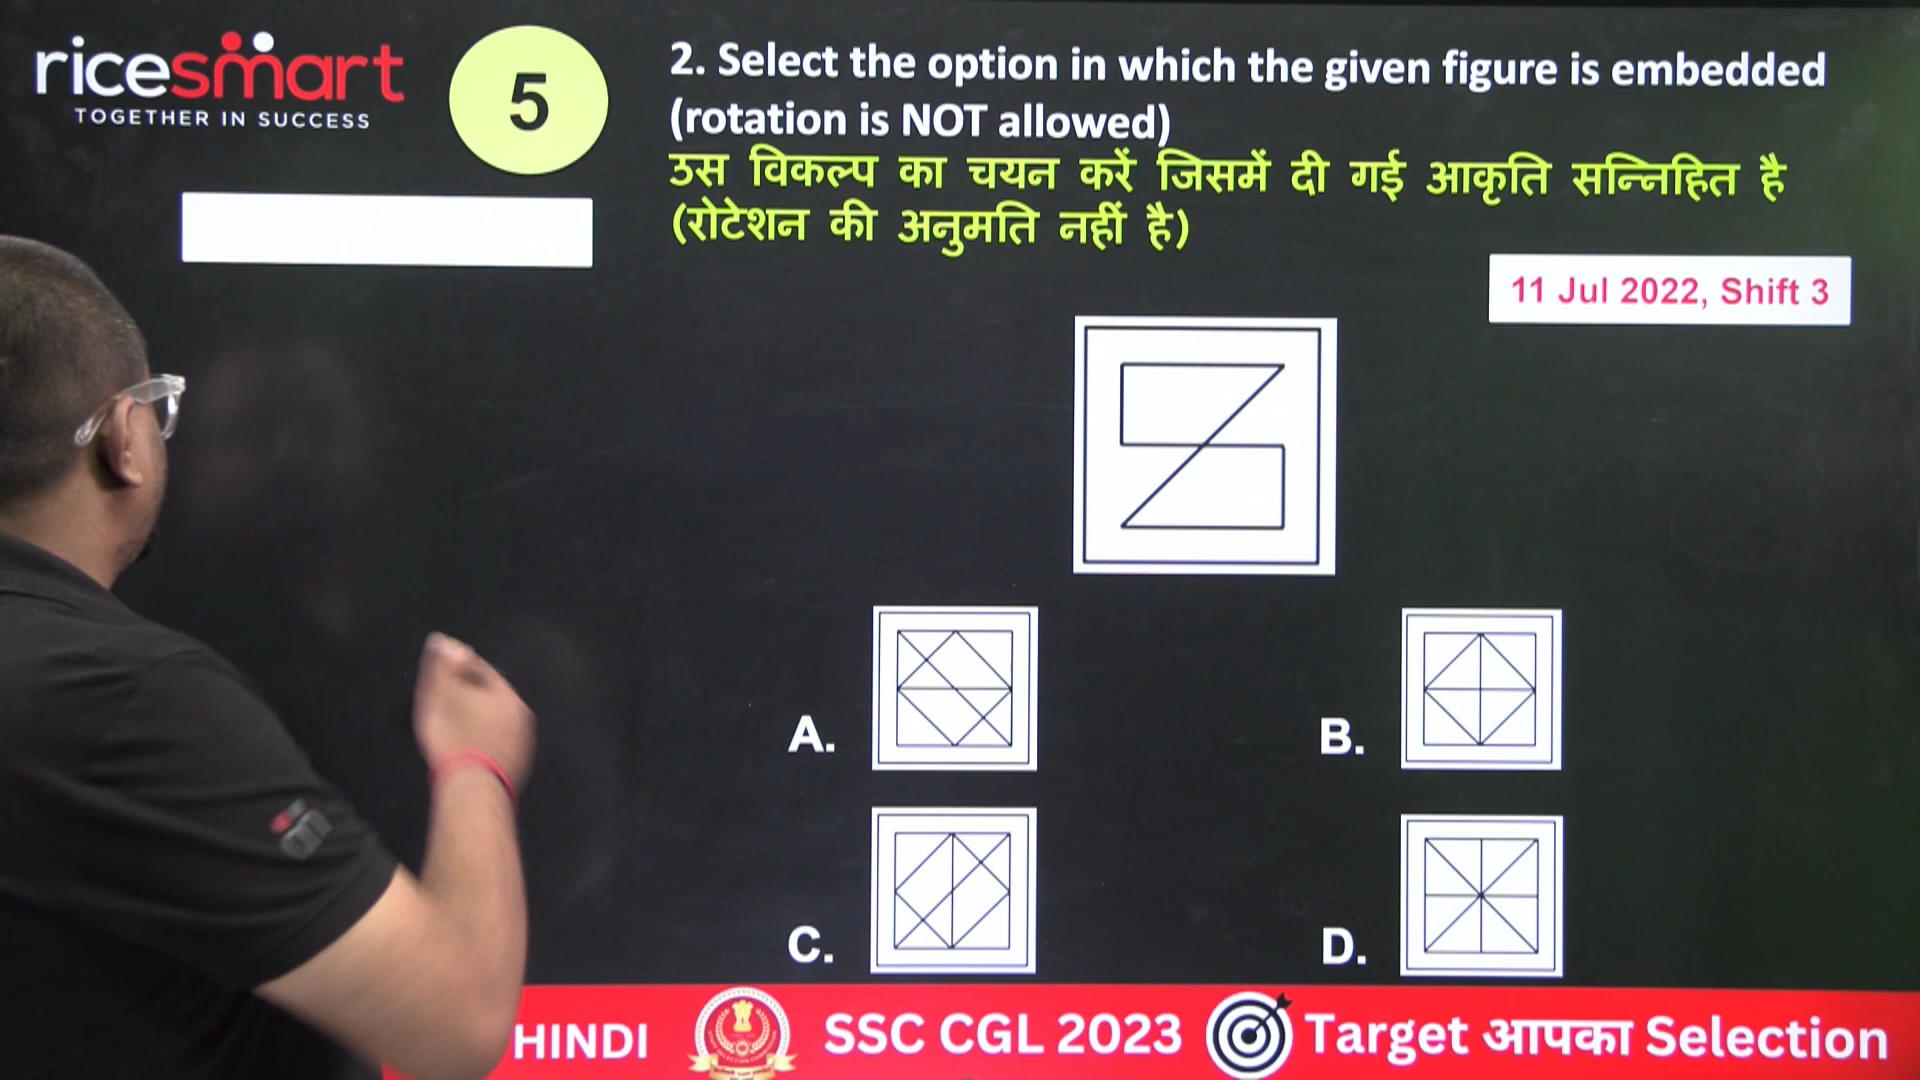 ricesmart
TOGETHER IN SUCCESS
5
2. Select the option in which the given figure is embedded
(rotation is NOT allowed)
उस विकल्प का चयन करें जिसमें दी गई आकृति सन्निहित है
(रोटेशन की अनुमति नहीं है)
11 Jul 2022, Shift 3
A.
B.
C.
D.
HINDI
SSC CGL 2023
Target आपका Selection